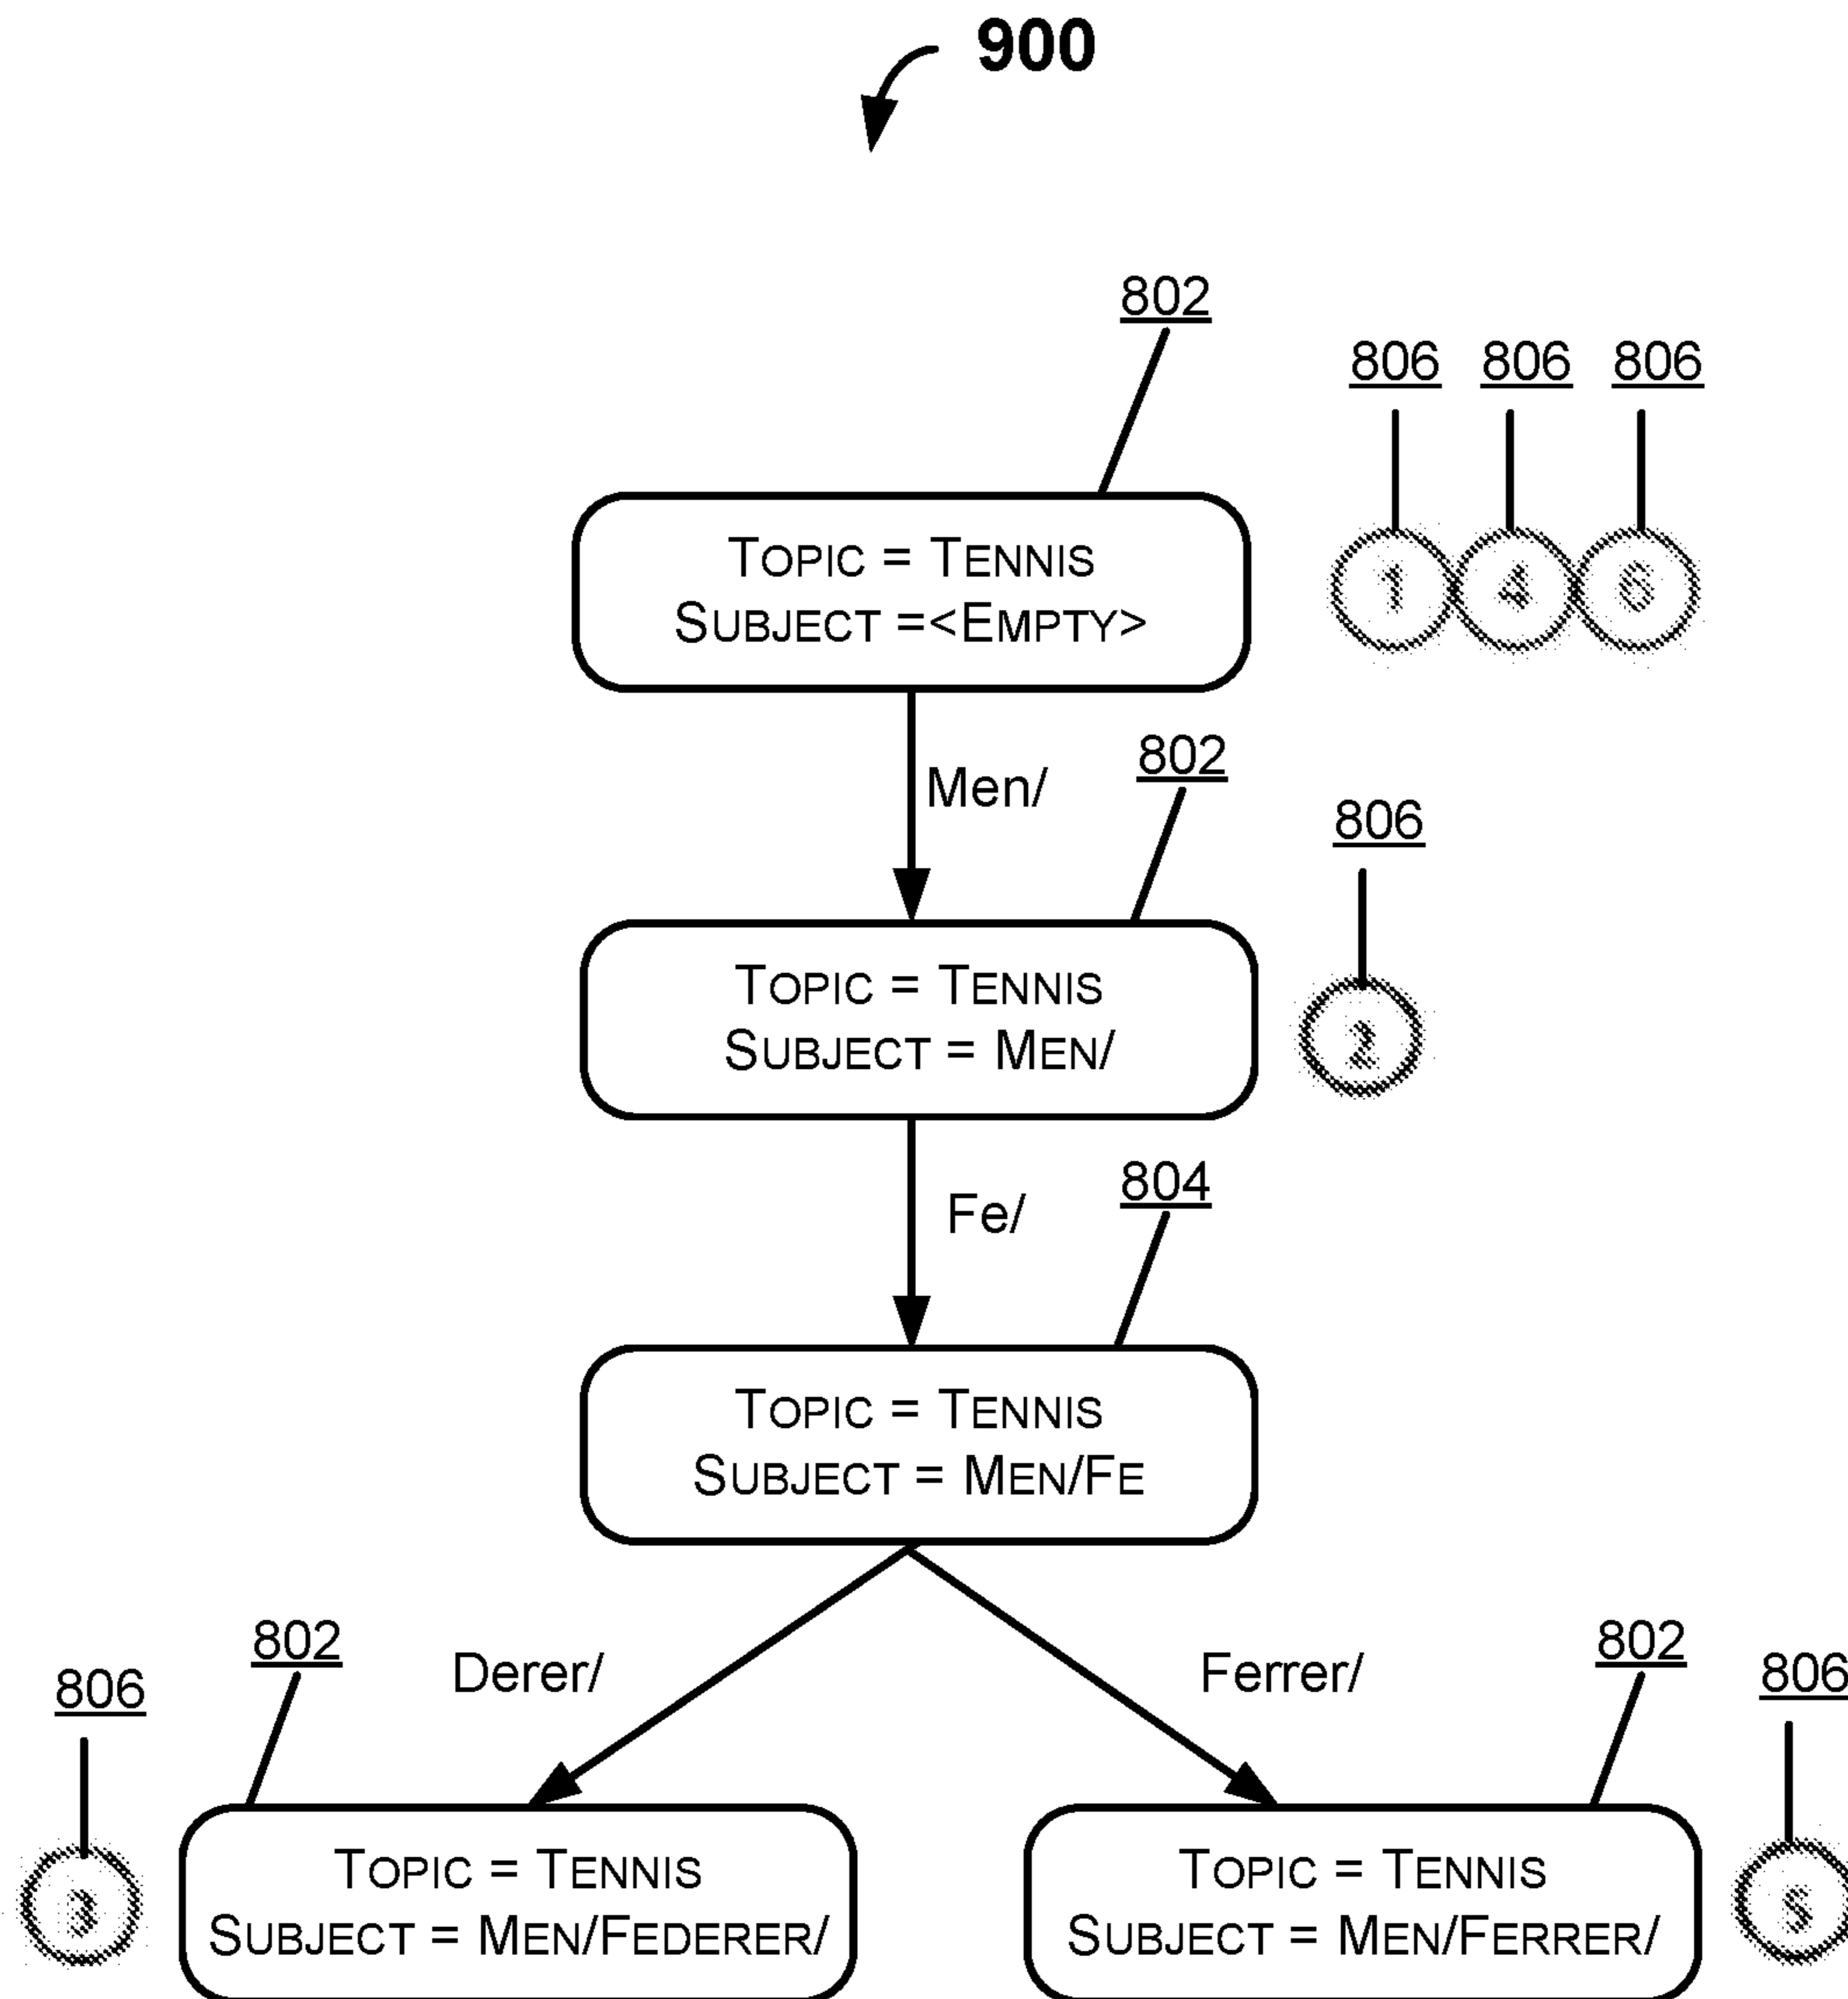 900
802
806 806 806
TOPIC = TENNIS
SUBJECT =<EMPTY>
1 4 6
Men/
802
806
TOPIC = TENNIS
SUBJECT = MEN/
2
Fe/
804
TOPIC = TENNIS
SUBJECT = MEN/FE
806
802
Derer/
Ferrer/
802
806
3
TOPIC = TENNIS
SUBJECT = MEN/FEDERER/
TOPIC = TENNIS
SUBJECT = MEN/FERRER/
5